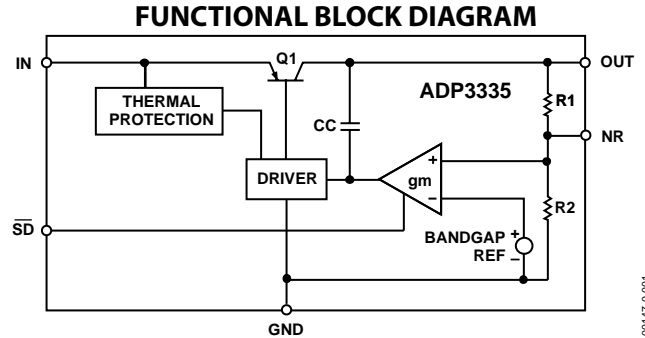 FUNCTIONAL BLOCK DIAGRAM
IN
Q1
OUT
THERMAL
PROTECTION
ADP3335
R1
CC
NR
DRIVER
+
gm
–
R2
SD
BANDGAP
REF
+
–
GND